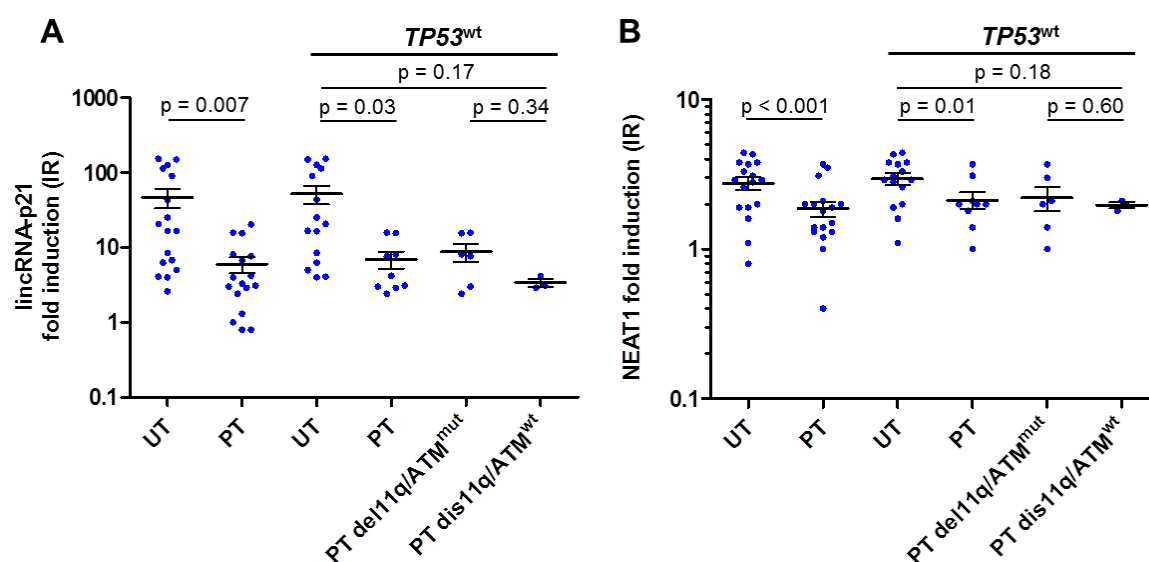 A
TP53wt
p = 0.17
p = 0.007
p = 0.03
p = 0.34
lincRNA-p21
fold induction (IR)
1000
100
10
1
0.1
UT
PT
UT
PT
PT del11q/ATMmut
PT dis11q/ATMwt
B
TP53wt
p = 0.18
p < 0.001
p = 0.01
p = 0.60
NEAT1 fold induction (IR)
10
1
0.1
UT
PT
UT
PT
PT del11q/ATMmut
PT dis11q/ATMwt